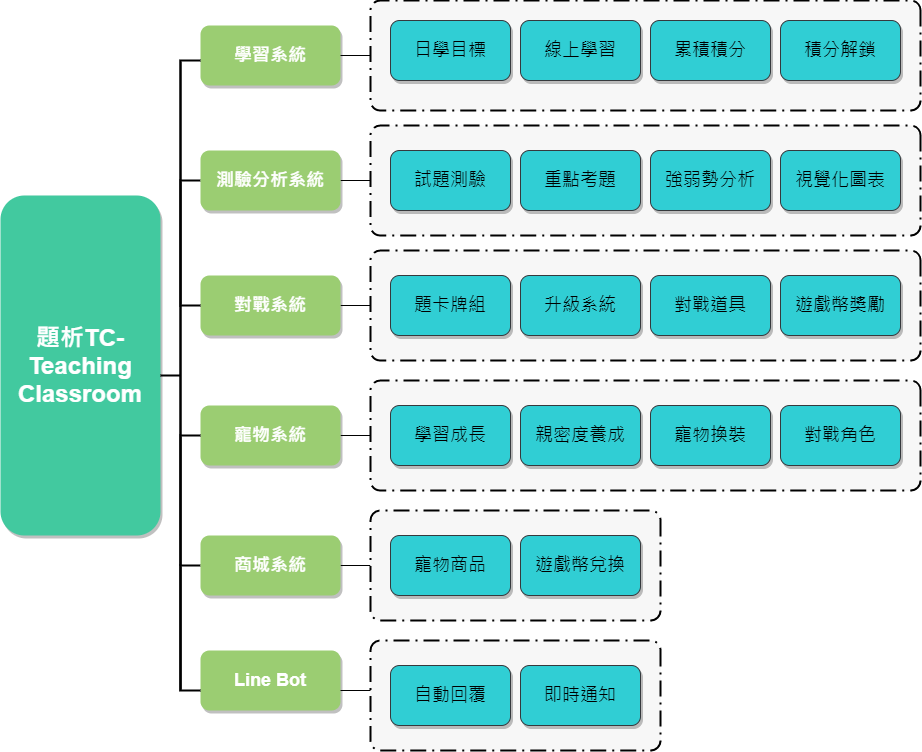 題析TC-
Teaching
Classroom
學習系統
日學目標
線上學習
累積積分
積分解鎖
測驗分析系統
試題測驗
重點考題
強弱勢分析
視覺化圖表
對戰系統
題卡牌組
升級系統
對戰道具
遊戲幣獎勵
寵物系統
學習成長
親密度養成
寵物換裝
對戰角色
商城系統
寵物商品
遊戲幣兌換
Line Bot
自動回覆
即時通知